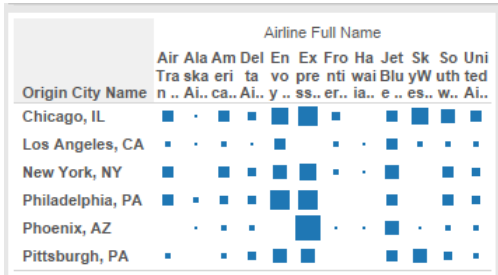 Airline Full Name
Air Ala Am Del En Ex Fro Ha Jet Sk So Uni
Tra ska eri ta vo pre nti wai Blu yW uth ted
Origin City Name n .. Ai.. ca.. Ai.. y .. ss.. er.. ia.. e .. es.. w.. Ai..
Chicago, IL
Los Angeles, CA
New York, NY
Philadelphia, PA
Phoenix, AZ
Pittsburgh, PA